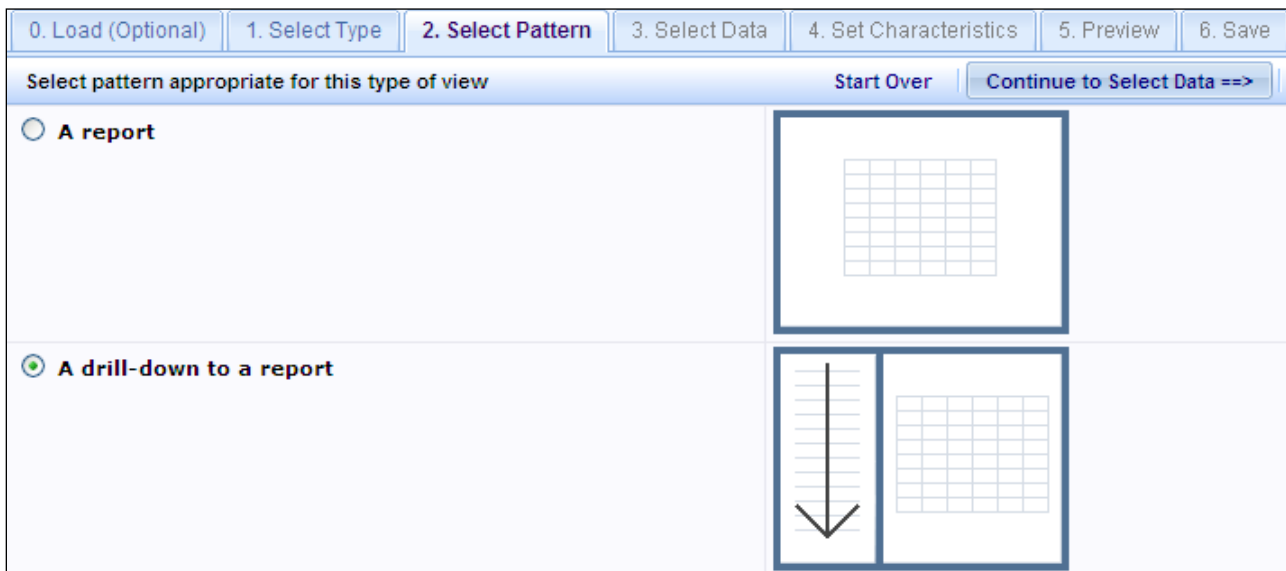 0. Load (Optional) 1. Select Type 2. Select Pattern 3. Select Data 4. Set Characteristics 5. Preview 6. Save
Select pattern appropriate for this type of view Start Over Continue to Select Data ==>
A report
A drill-down to a report